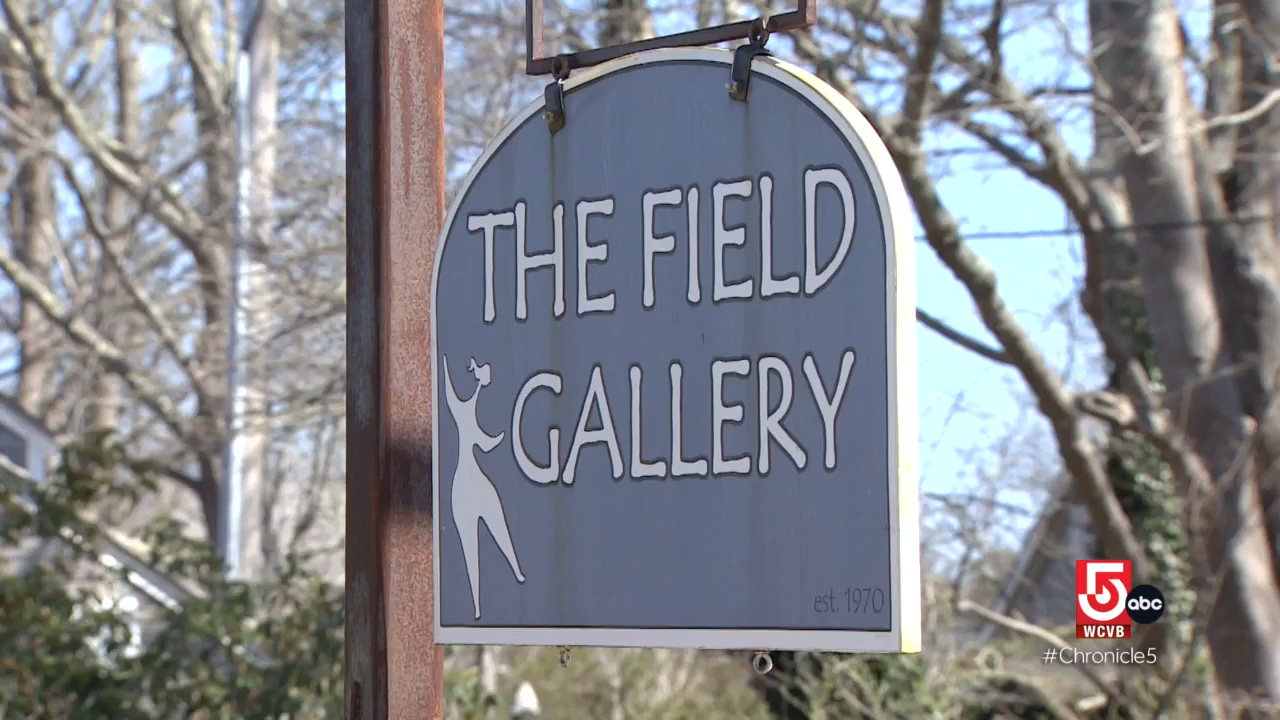 THE FIELD
GALLERY
est. 1970
5
abc
WCVB
#Chronicle5